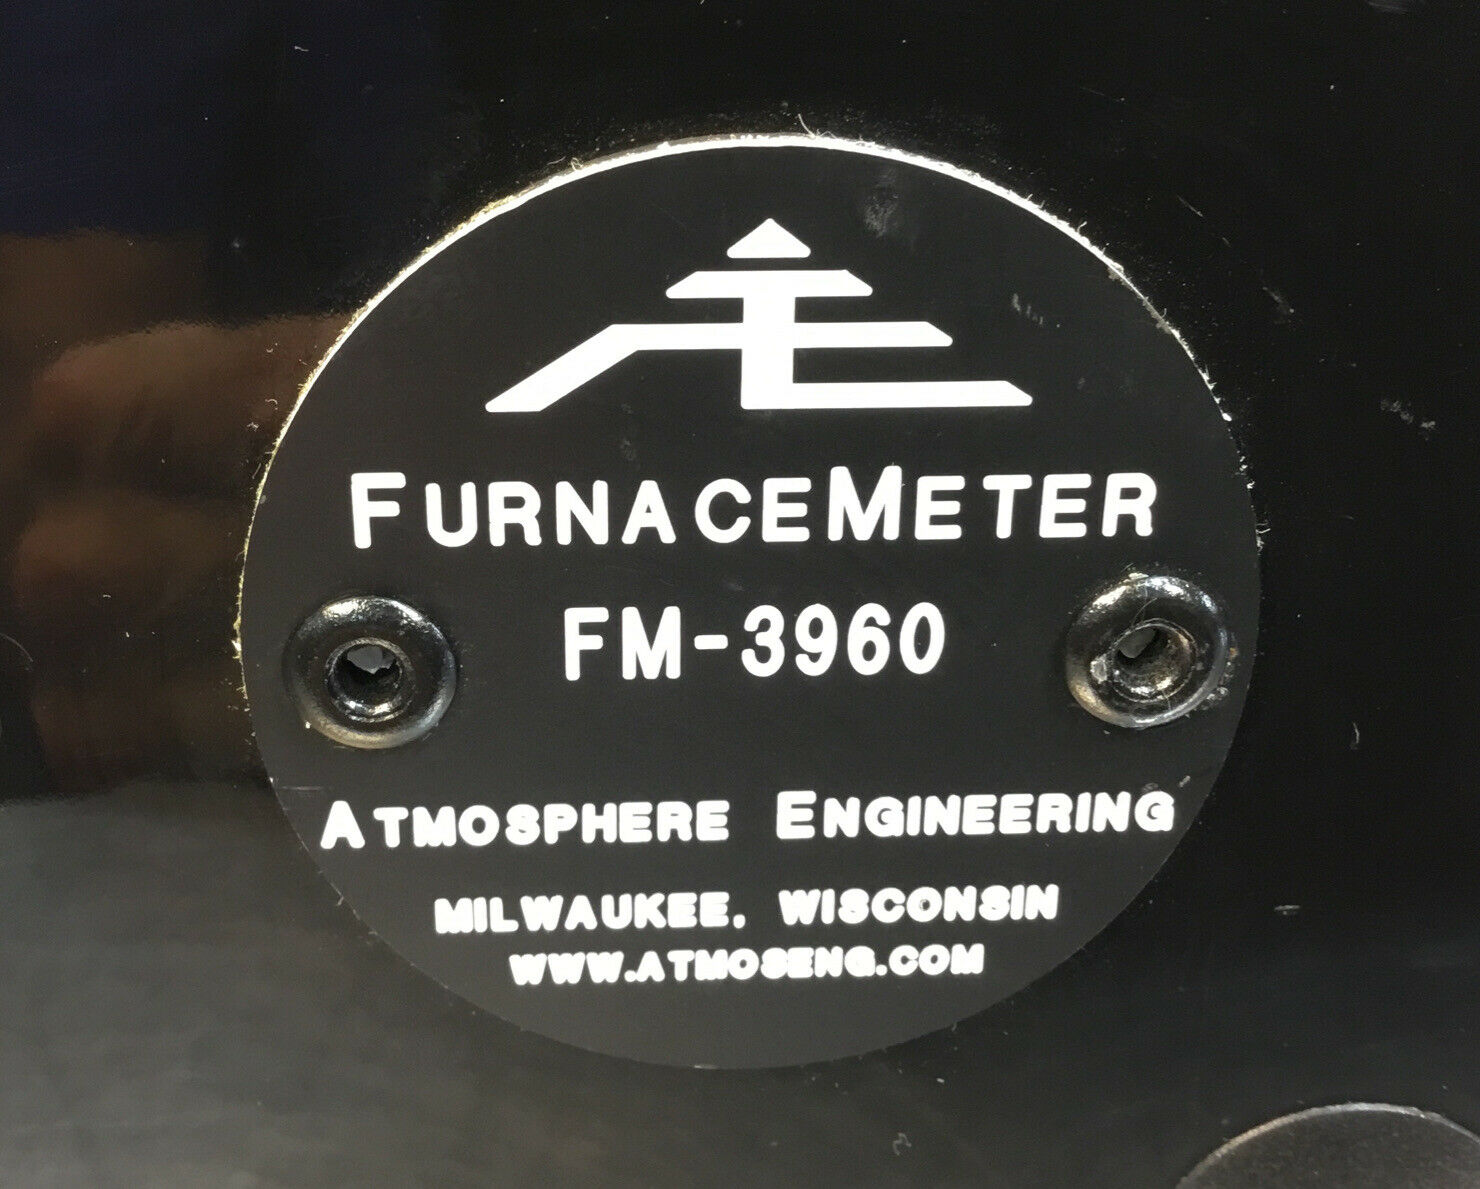 FURNACEMETER
FM-3960
ATMOSPHERE ENGINEERING
MILWAUKEE, WISCONSIN
WWW.ATMOSENG.COM